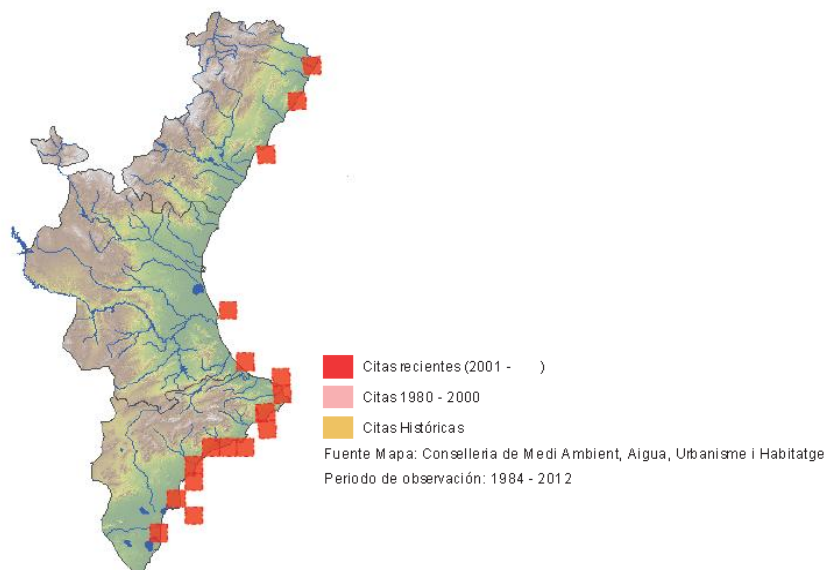 Citas recientes (2001 - )
Citas 1980 - 2000
Citas Históricas
Fuente Mapa: Conselleria de Medi Ambient, Aigua, Urbanisme i Habitatge
Periodo de observación: 1984 - 2012